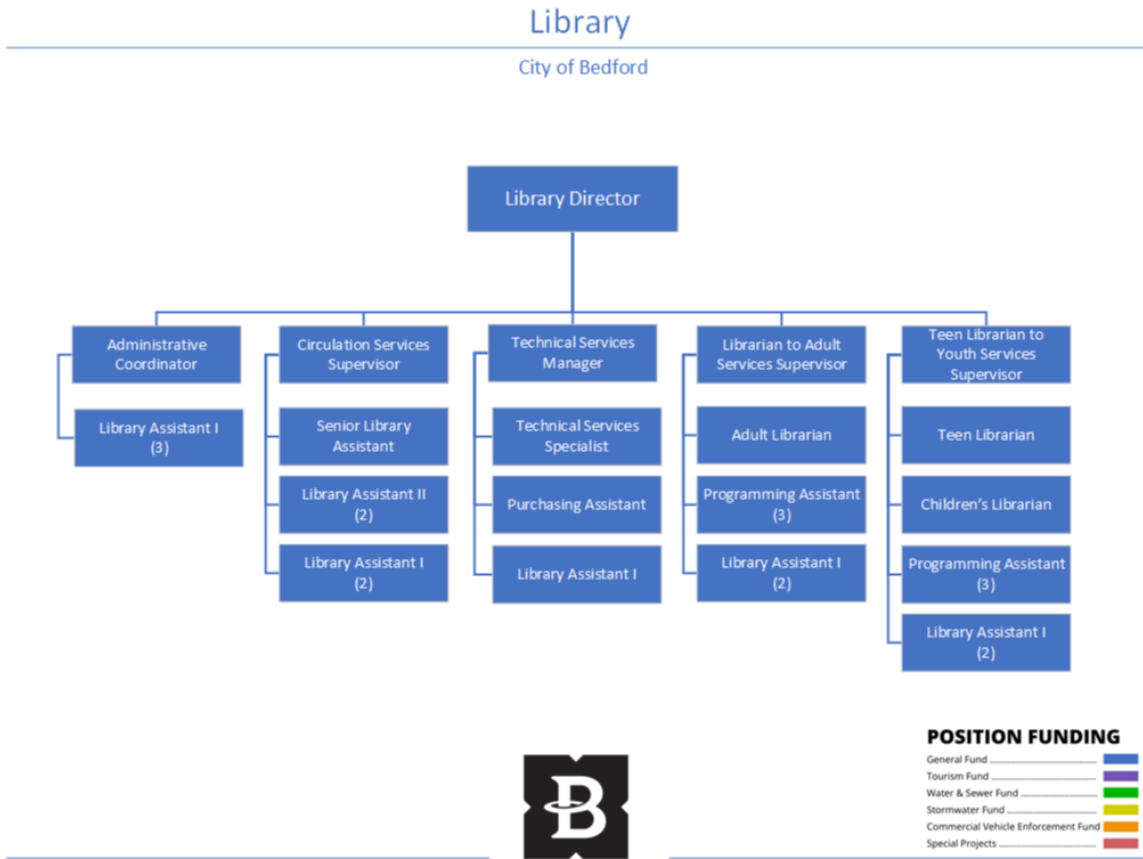 Library
City of Bedford
Library Director
Administrative
Coordinator
Library Assistant I
(3)
Circulation Services
Supervisor
Senior Library
Assistant
Library Assistant II
(2)
Library Assistant I
(2)
Technical Services
Manager
Technical Services
Specialist
Purchasing Assistant
Library Assistant I
Librarian to Adult
Services Supervisor
Adult Librarian
Programming Assistant
(3)
Library Assistant I
(2)
Teen Librarian to
Youth Services
Supervisor
Teen Librarian
Children's Librarian
Programming Assistant
(3)
Library Assistant I
(2)
B
POSITION FUNDING
General Fund
Tourism Fund
Water & Sewer Fund
Stormwater Fund
Commercial Vehicle Enforcement Fund
Special Projects